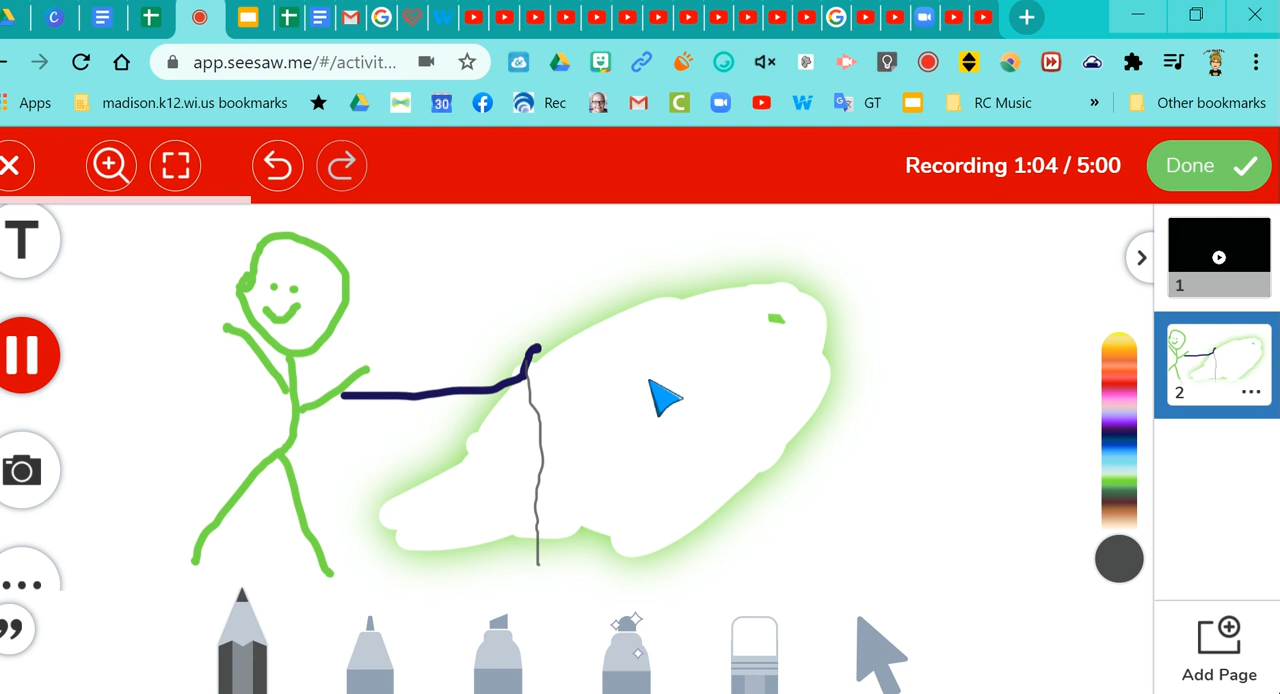 app.seesaw.me/#/activit...
Apps madison.k12.wi.us bookmarks 30 Rec C GT RC Music » Other bookmarks
Recording 1:04 / 5:00 Done
T
1
2
Add Page